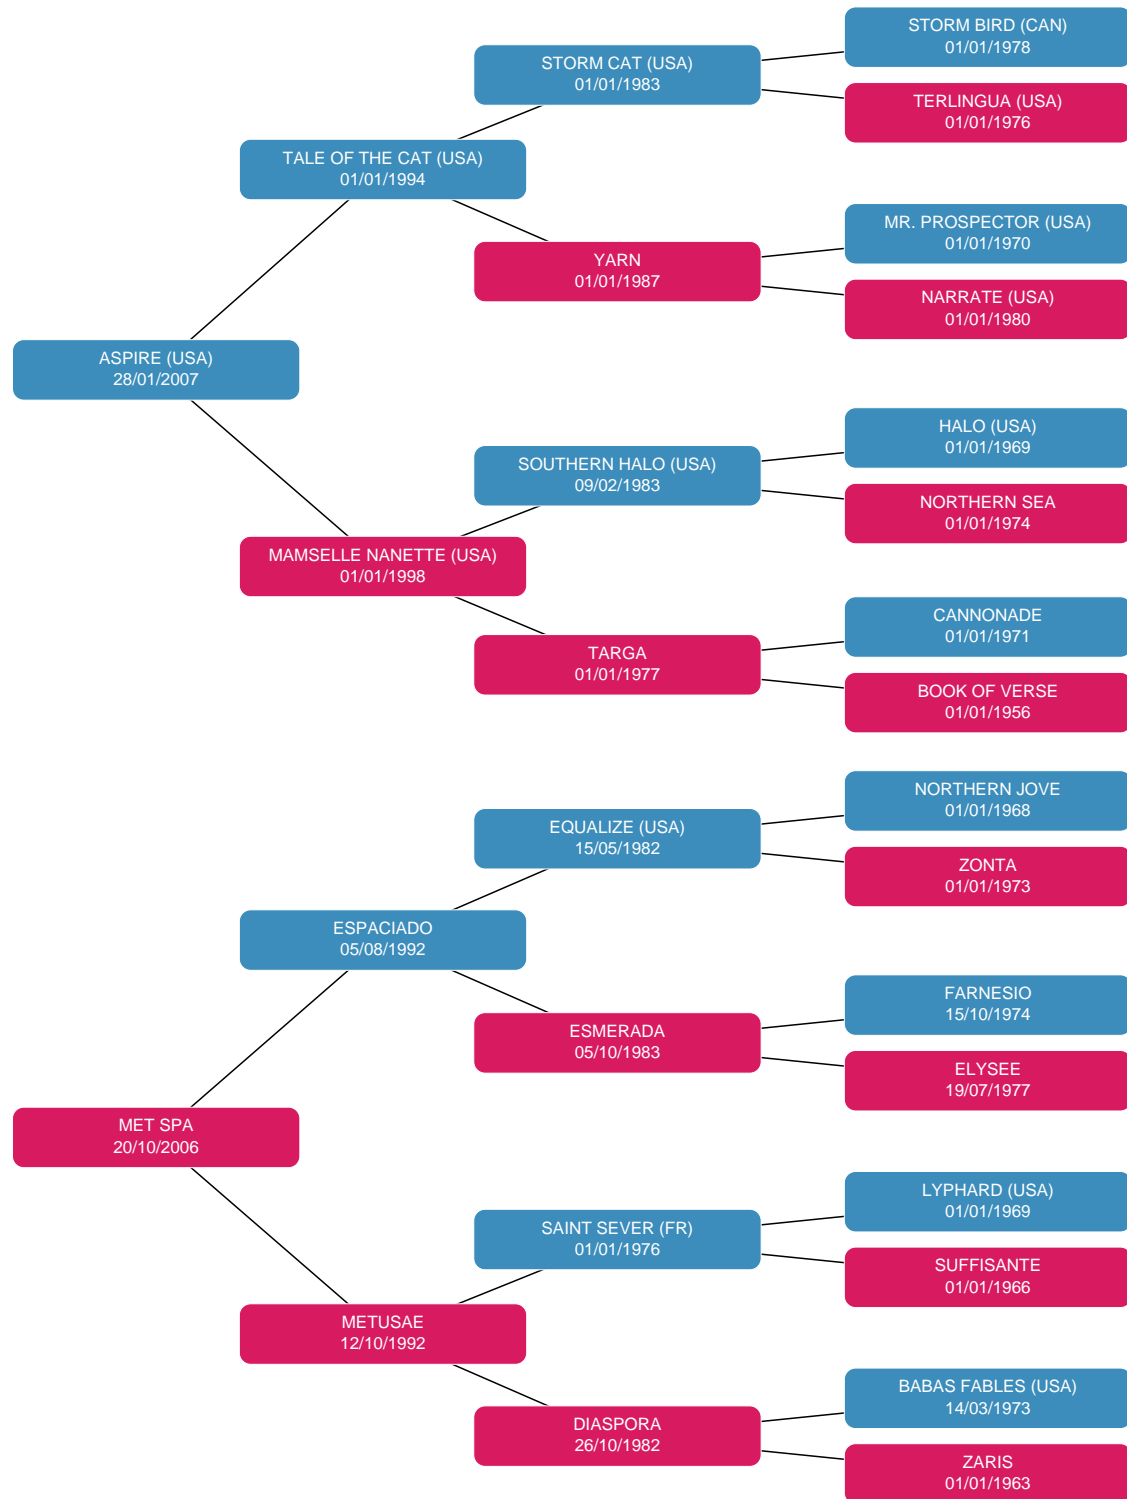 STORM BIRD (CAN)
01/01/1978
STORM CAT (USA)
01/01/1983
TERLINGUA (USA)
01/01/1976
TALE OF THE CAT (USA)
01/01/1994
MR. PROSPECTOR (USA)
01/01/1970
YARN
01/01/1987
NARRATE (USA)
01/01/1980
ASPIRE (USA)
28/01/2007
HALO (USA)
01/01/1969
SOUTHERN HALO (USA)
09/02/1983
NORTHERN SEA
01/01/1974
MAMSELLE NANETTE (USA)
01/01/1998
CANNONADE
01/01/1971
TARGA
01/01/1977
BOOK OF VERSE
01/01/1956
NORTHERN JOVE
01/01/1968
EQUALIZE (USA)
15/05/1982
ZONTA
01/01/1973
ESPACIADO
05/08/1992
FARNESIO
15/10/1974
ESMERADA
05/10/1983
ELYSEE
19/07/1977
MET SPA
20/10/2006
LYPHARD (USA)
01/01/1969
SAINT SEVER (FR)
01/01/1976
SUFFISANTE
01/01/1966
METUSAE
12/10/1992
BABAS FABLES (USA)
14/03/1973
DIASPORA
26/10/1982
ZARIS
01/01/1963